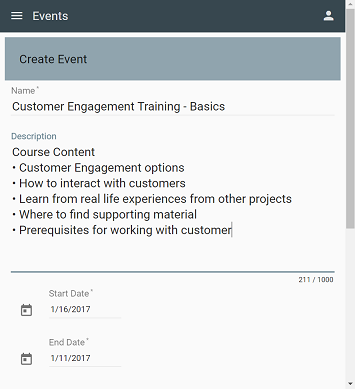 Events
Create Event
Name *
Customer Engagement Training - Basics
Description
Course Content
• Customer Engagement options
• How to interact with customers
• Learn from real life experiences from other projects
• Where to find supporting material
• Prerequisites for working with customer
211 / 1000
Start Date *
1/16/2017
End Date *
1/11/2017